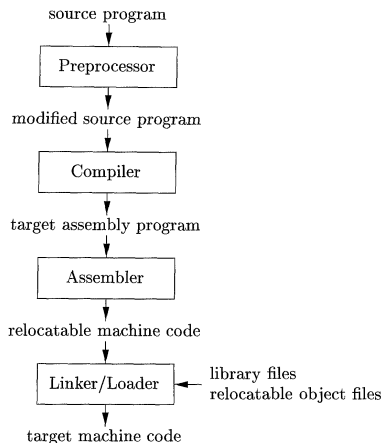 source program
Preprocessor
modified source program
Compiler
target assembly program
Assembler
relocatable machine code
Linker/Loader
library files
relocatable object files
target machine code